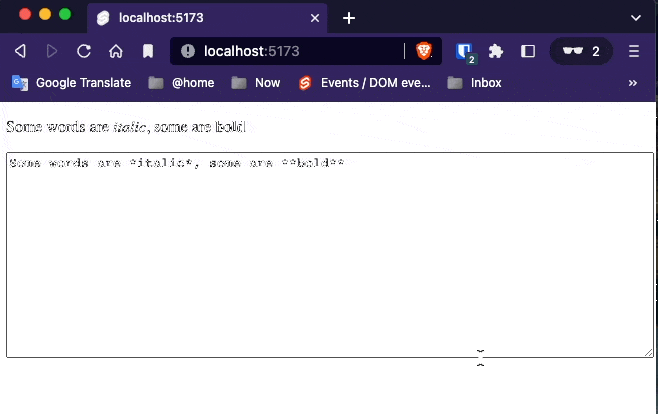 localhost:5173
localhost:5173
2
2
Google Translate @home Now Events / DOM eve... Inbox »
Some words are italic, some are bold
Some words are *italic*, some are **bold**